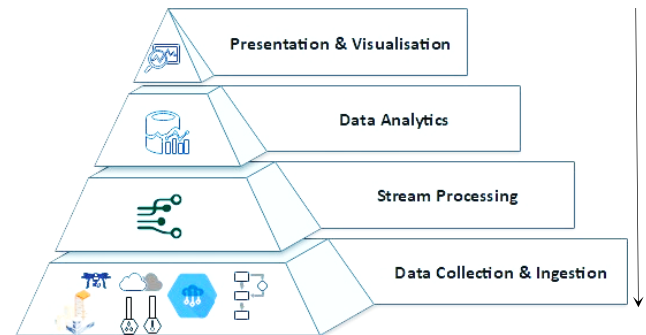 Presentation & Visualisation
Data Analytics
Stream Processing
Data Collection & Ingestion